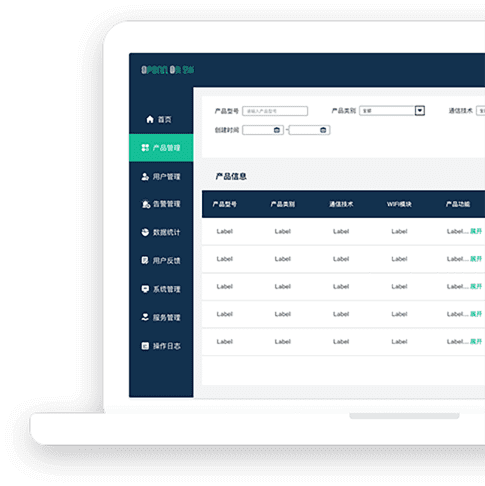 首页
产品管理
用户管理
告警管理
数据统计
用户反馈
系统管理
服务管理
操作日志
产品型号 请输入产品型号 产品类别 全部 通信技术
创建时间 -
产品信息
产品型号 产品类别 通信技术 WIFI模块 产品功能
Label Label Label Label Label... 展开
Label Label Label Label Label... 展开
Label Label Label Label Label... 展开
Label Label Label Label Label... 展开
Label Label Label Label Label... 展开